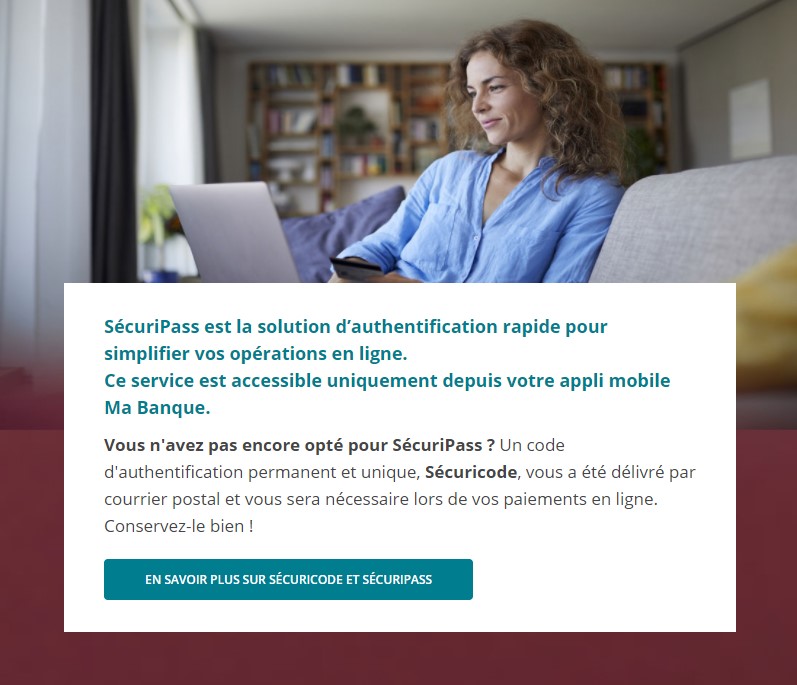 SécuriPass est la solution d’authentification rapide pour
simplifier vos opérations en ligne.
Ce service est accessible uniquement depuis votre appli mobile
Ma Banque.
Vous n'avez pas encore opté pour SécuriPass ? Un code
d'authentification permanent et unique, Sécuricode, vous a été délivré par
courrier postal et vous sera nécessaire lors de vos paiements en ligne.
Conservez-le bien !
EN SAVOIR PLUS SUR SÉCURICODE ET SÉCURIPASS